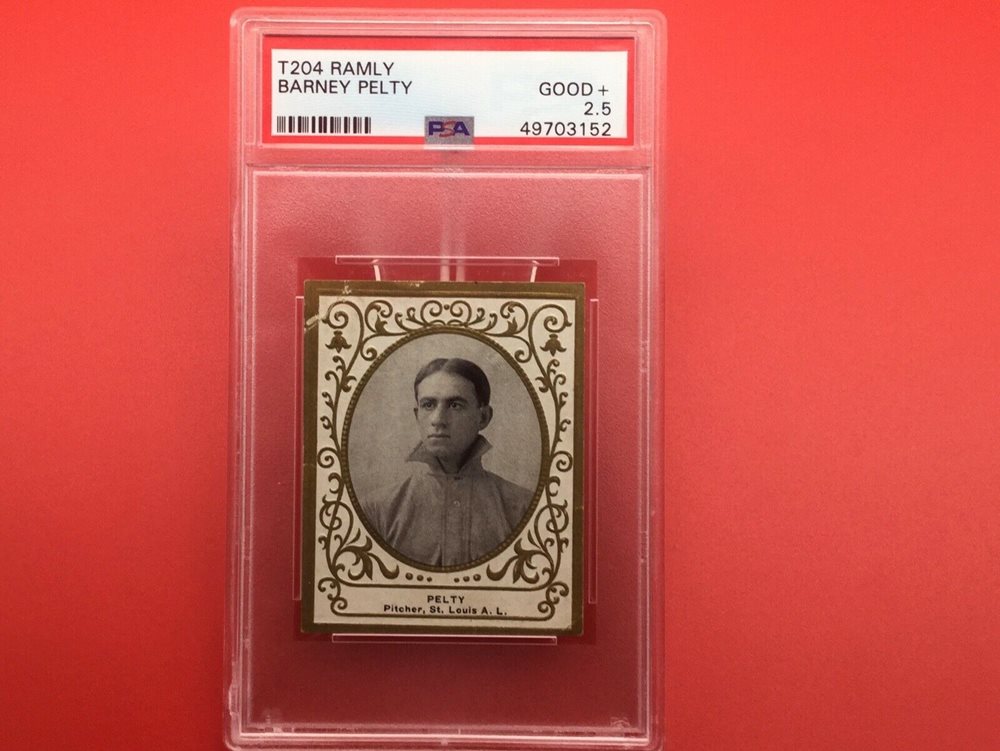 T204 RAMLY
BARNEY PELTY
GOOD +
2.5
PSA
49703152
PELTY
Pitcher, St. Louis A. L.